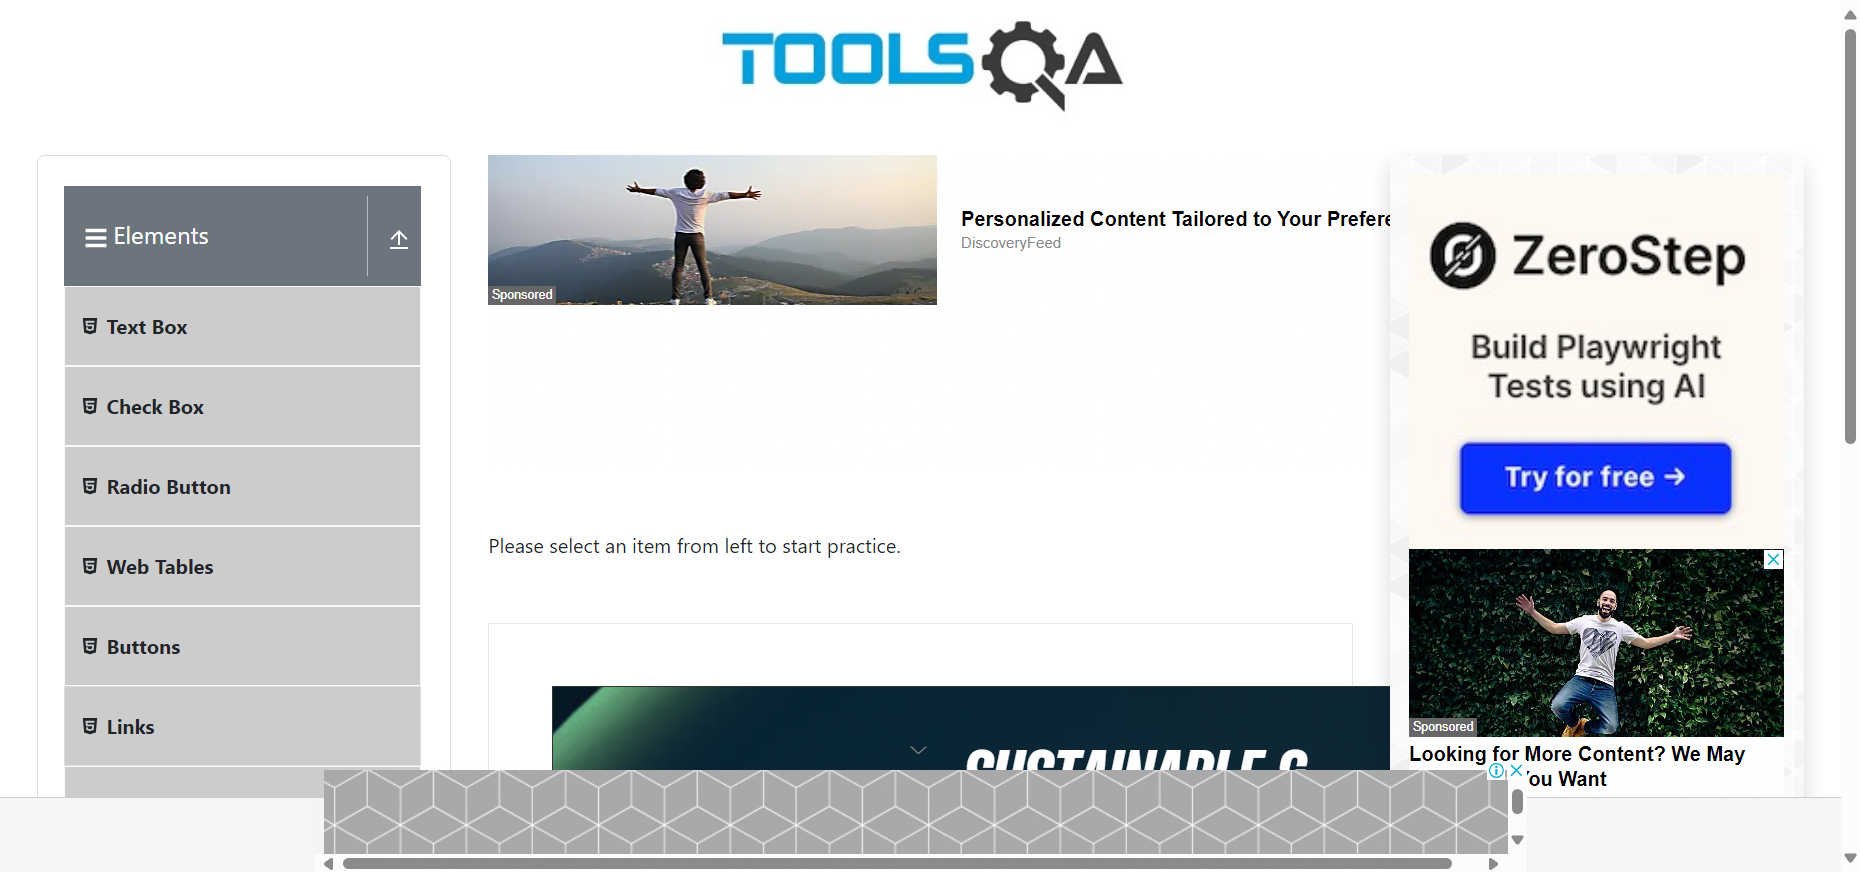 TOOLSQA
Elements
Text Box
Check Box
Radio Button
Web Tables
Buttons
Links
Sponsored
Personalized Content Tailored to Your Prefere
DiscoveryFeed
Please select an item from left to start practice.
SUSTAINABLE G
ZeroStep
Build Playwright
Tests using AI
Try for free →
Sponsored
Looking for More Content? We May
You Want